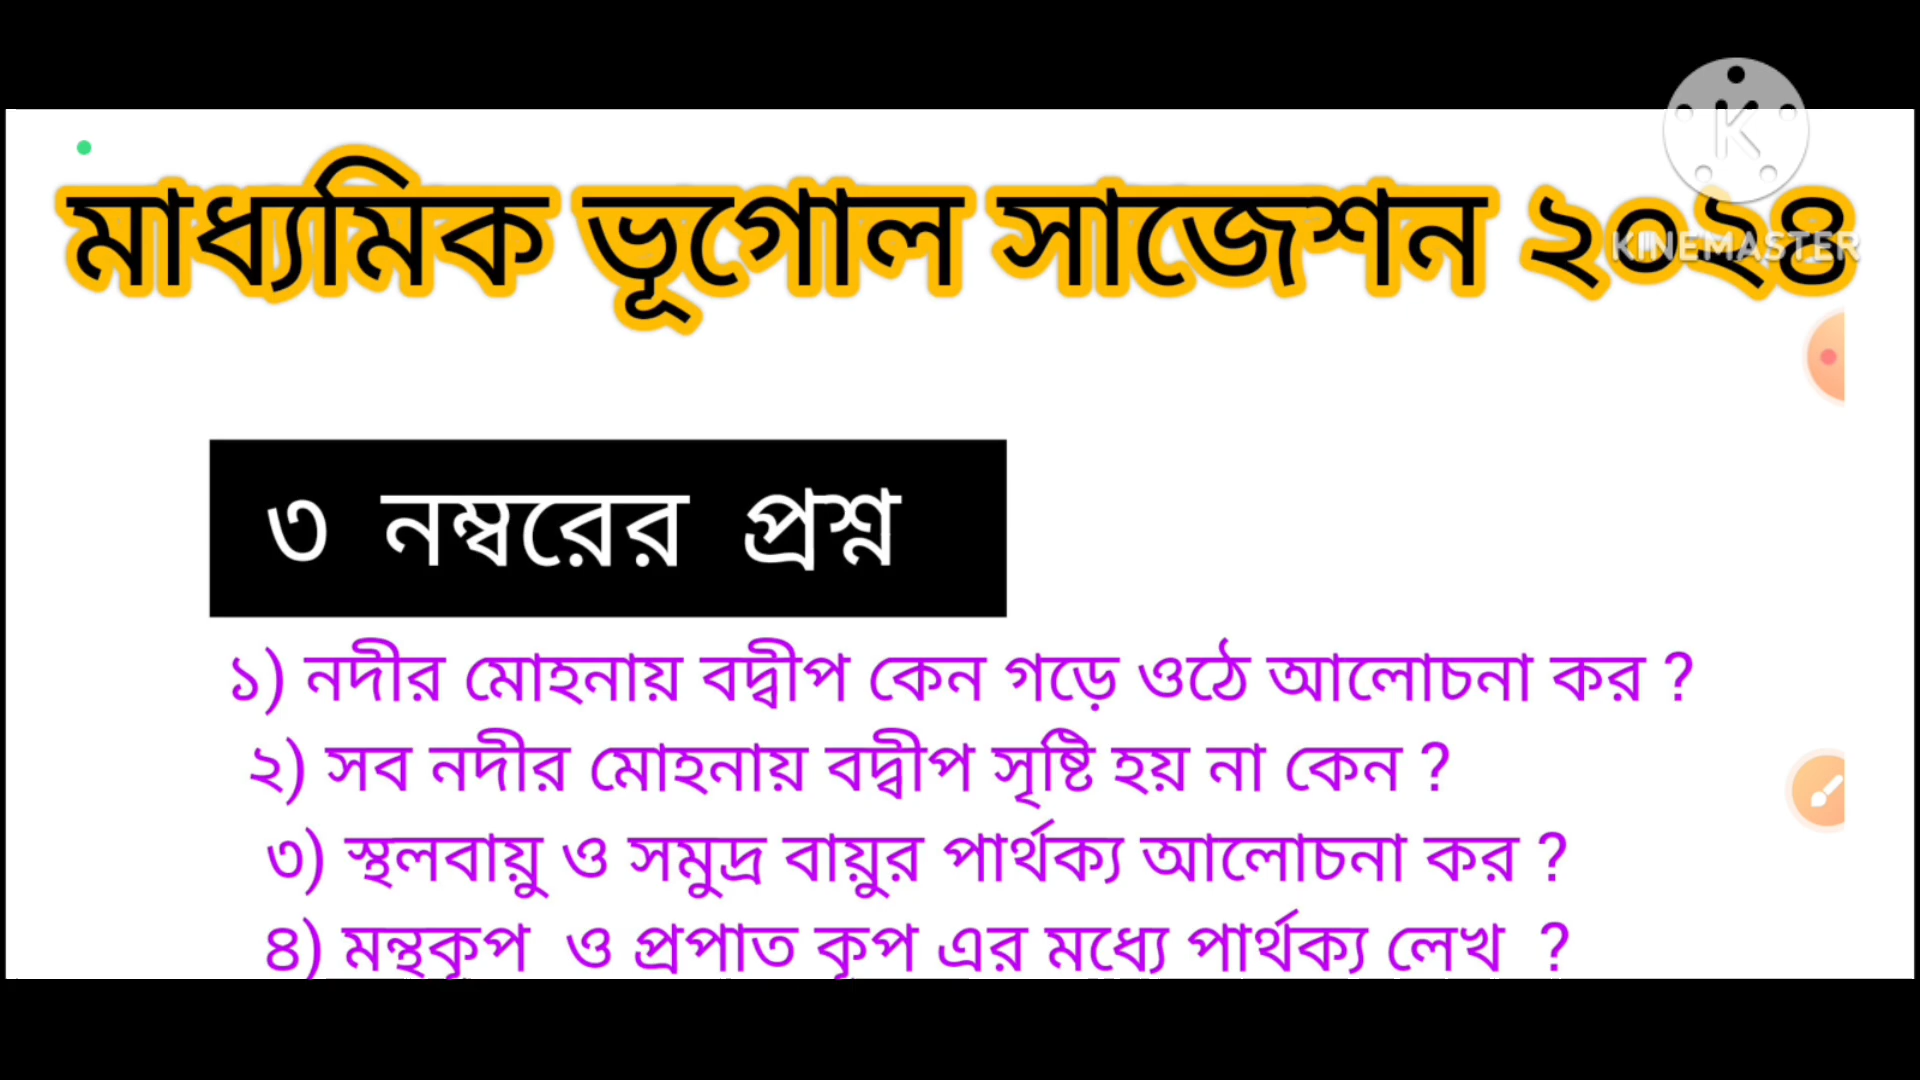 মাধ্যমিক ভূগোল সাজেশন ২০২৪
KINEMASTER
৩ নম্বরের প্রশ্ন
১) নদীর মোহনায় বদ্বীপ কেন গড়ে ওঠে আলোচনা কর ?
২) সব নদীর মোহনায় বদ্বীপ সৃষ্টি হয় না কেন ?
৩) স্থলবায়ু ও সমুদ্র বায়ুর পার্থক্য আলোচনা কর ?
৪) মন্থকূপ ও প্রপাত কূপ এর মধ্যে পার্থক্য লেখ ?